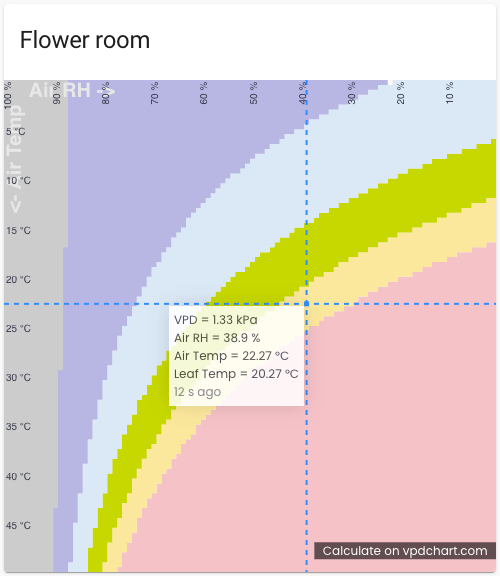 Flower room
Air RH ->
100 %
90 %
80 %
70 %
60 %
50 %
40 %
30 %
20 %
10 %
<- Air Temp
5 °C
10 °C
15 °C
20 °C
25 °C
30 °C
35 °C
40 °C
45 °C
VPD = 1.33 kPa
Air RH = 38.9 %
Air Temp = 22.27 °C
Leaf Temp = 20.27 °C
12 s ago
Calculate on vpdchart.com